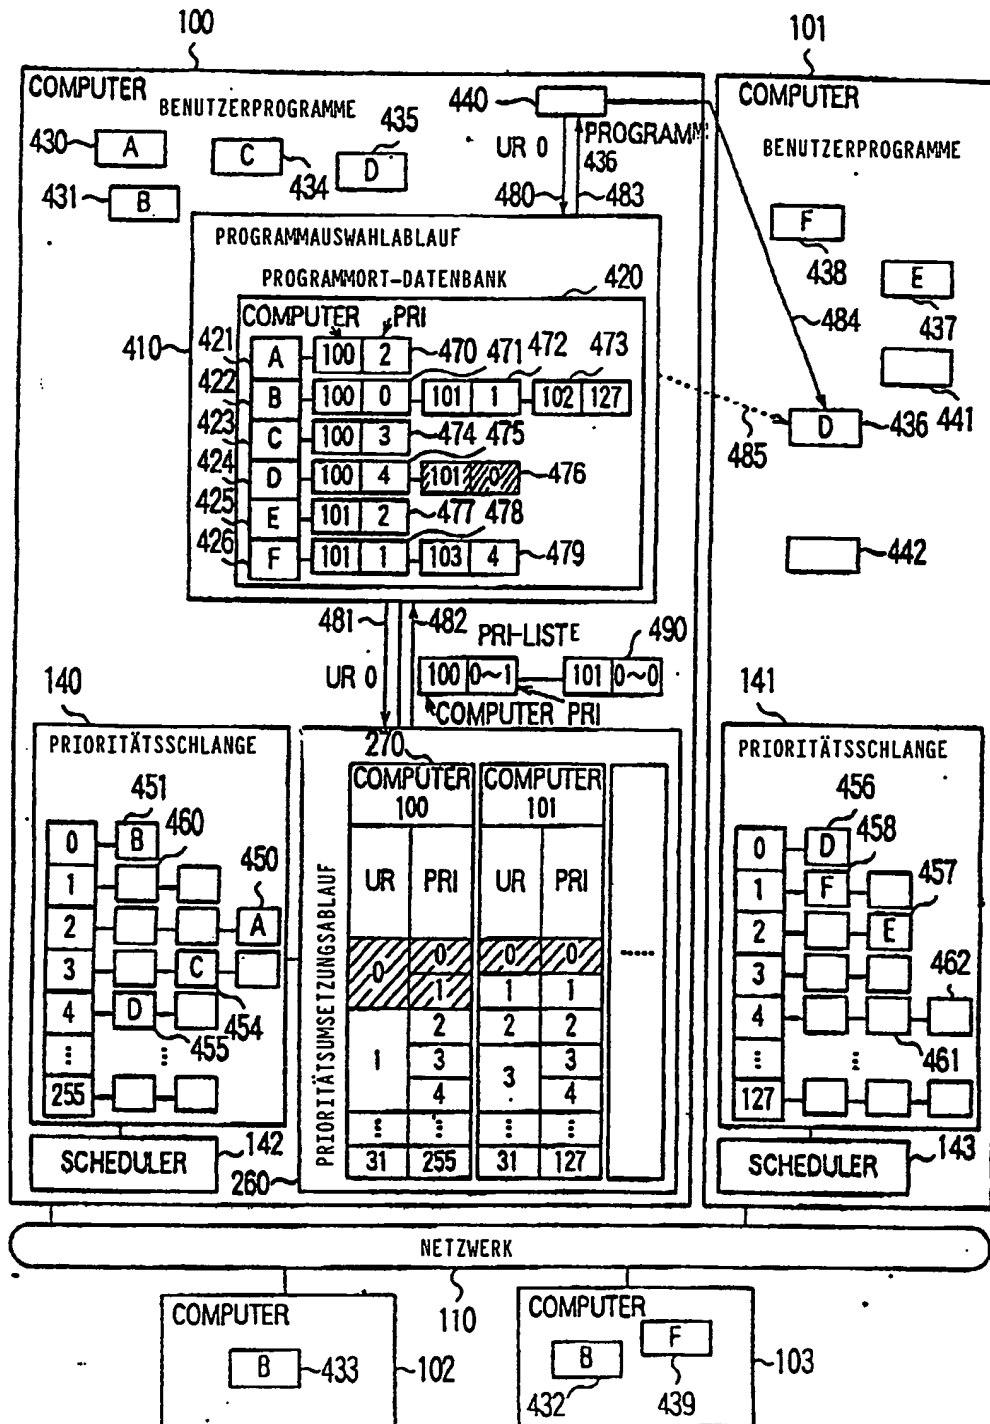 100
101
COMPUTER
BENUTZERPROGRAMME
430
A
431
B
C
434
435
D
440
UR 0
PROGRAMM
436
480
483
COMPUTER
BENUTZERPROGRAMME
F
438
E
437
484
441
D
436
485
442
PROGRAMMAUSWAHLABLAUF
PROGRAMMORT-DATENBANK
420
410
COMPUTER PRI
421 A 100 2 470 471 472 473
422 B 100 0 101 1 102 127
423 C 100 3 474 475
424 D 100 4 101 0 476
425 E 101 2 477 478
426 F 101 1 103 4 479
481
482
UR 0
PRI-LISTE
490
100 0~1 101 0~0
COMPUTER PRI
140
PRIORITÄTSSCHLANGE
451
460
450
0 B
1
2 A
3 C
4 D
455
454
⋮ ⋮
255
SCHEDULER
142
260
270
PRIORITÄTSUMSETZUNGSABLAUF
COMPUTER 100
COMPUTER 101
UR PRI UR PRI
0 0 0 0
1 1 1
1 2 2 2
3 3 3
4 4
⋮ ⋮ ⋮ ⋮
31 255 31 127
.....
141
PRIORITÄTSSCHLANGE
456
458
457
0 D
1 F
2 E
3
462
4
461
⋮ ⋮
127
SCHEDULER
143
NETZWERK
110
COMPUTER
B
433
102
COMPUTER
B
432
F
439
103